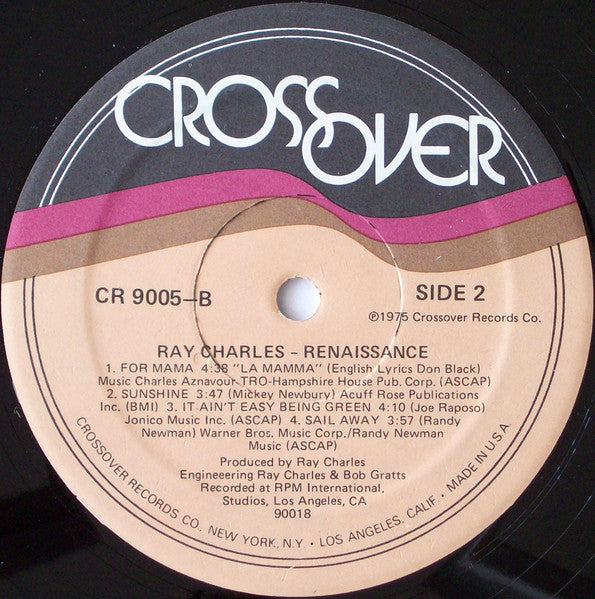 CROSSOVER
CR 9005-B
SIDE 2
℗1975 Crossover Records Co.
RAY CHARLES - RENAISSANCE
1. FOR MAMA 4:38 "LA MAMMA" (English Lyrics Don Black)
Music Charles Aznavour TRO-Hampshire House Pub. Corp. (ASCAP)
2. SUNSHINE 3:47 (Mickey Newbury) Acuff Rose Publications
Inc. (BMI) 3. IT AIN'T EASY BEING GREEN 4:10 (Joe Raposo)
Jonico Music Inc. (ASCAP) 4. SAIL AWAY 3:57 (Randy
Newman) Warner Bros. Music Corp./Randy Newman
Music (ASCAP)
Produced by Ray Charles
Engineeering Ray Charles & Bob Gratts
Recorded at RPM International,
Studios, Los Angeles, CA
90018
CROSSOVER RECORDS CO. NEW YORK, N.Y. • LOS ANGELES, CALIF. • MADE IN U.S.A